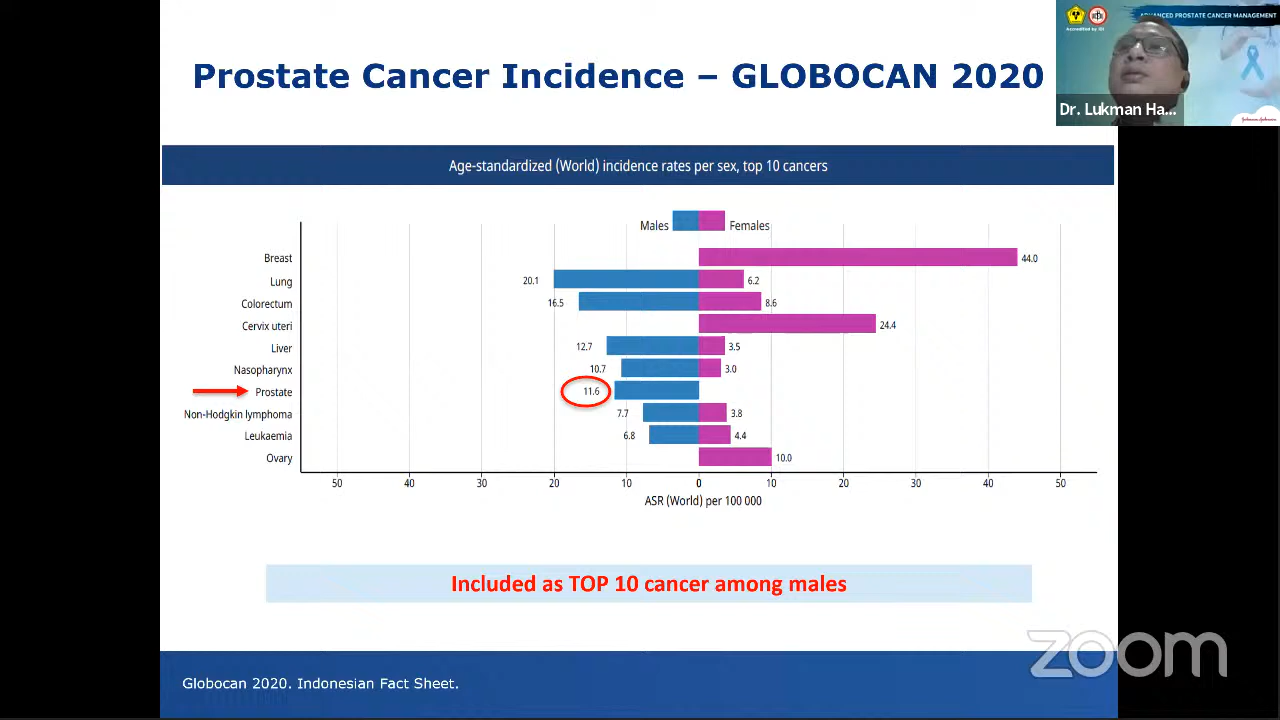 Prostate Cancer Incidence – GLOBOCAN 2020
ADVANCED PROSTATE CANCER MANAGEMENT
Accredited by IDI
Dr. Lukman Ha...
Age-standardized (World) incidence rates per sex, top 10 cancers
Males Females
Breast 44.0
Lung 20.1 6.2
Colorectum 16.5 8.6
Cervix uteri 24.4
Liver 12.7 3.5
Nasopharynx 10.7 3.0
Prostate 11.6
Non-Hodgkin lymphoma 7.7 3.8
Leukaemia 6.8 4.4
Ovary 10.0
50 40 30 20 10 0 10 20 30 40 50
ASR (World) per 100 000
Included as TOP 10 cancer among males
zoom
Globocan 2020. Indonesian Fact Sheet.